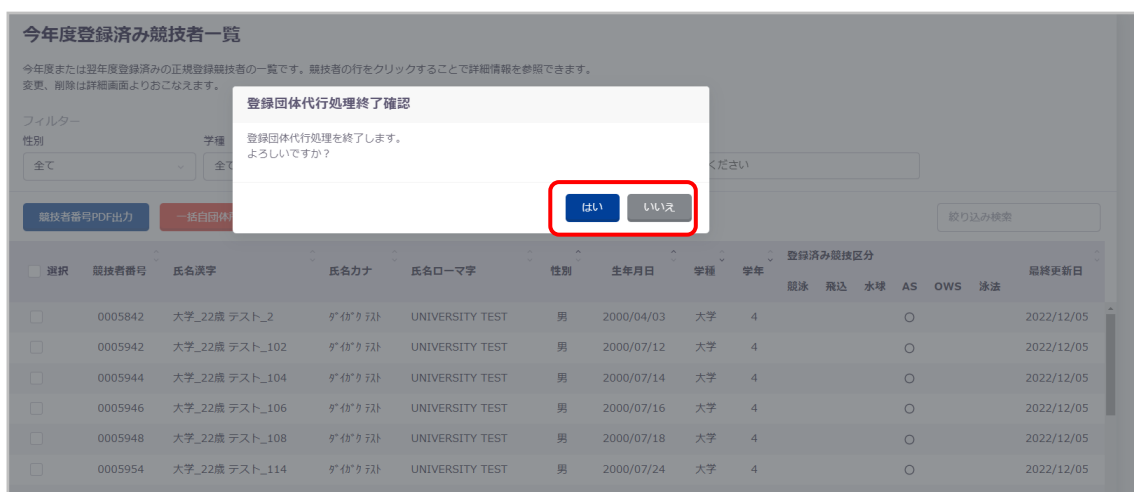 今年度登録済み競技者一覧
今年度または翌年度登録済みの正規登録競技者の一覧です。競技者の行をクリックすることで詳細情報を参照できます。
変更、削除は詳細画面よりおこなえます。
登録団体代行処理終了確認
登録団体代行処理を終了します。
よろしいですか？
はい いいえ
フィルター
性別 学種
全て 全て ください
競技者番号PDF出力 一括自団体 絞り込み検索
選択 競技者番号 氏名漢字 氏名カナ 氏名ローマ字 性別 生年月日 学種 学年 登録済み競技区分 最終更新日
競泳 飛込 水球 AS OWS 泳法
0005842 大学_22歳 テスト_2 ﾀﾞｲｶﾞｸ ﾃｽﾄ UNIVERSITY TEST 男 2000/04/03 大学 4 ○ 2022/12/05
0005942 大学_22歳 テスト_102 ﾀﾞｲｶﾞｸ ﾃｽﾄ UNIVERSITY TEST 男 2000/07/12 大学 4 ○ 2022/12/05
0005944 大学_22歳 テスト_104 ﾀﾞｲｶﾞｸ ﾃｽﾄ UNIVERSITY TEST 男 2000/07/14 大学 4 ○ 2022/12/05
0005946 大学_22歳 テスト_106 ﾀﾞｲｶﾞｸ ﾃｽﾄ UNIVERSITY TEST 男 2000/07/16 大学 4 ○ 2022/12/05
0005948 大学_22歳 テスト_108 ﾀﾞｲｶﾞｸ ﾃｽﾄ UNIVERSITY TEST 男 2000/07/18 大学 4 ○ 2022/12/05
0005954 大学_22歳 テスト_114 ﾀﾞｲｶﾞｸ ﾃｽﾄ UNIVERSITY TEST 男 2000/07/24 大学 4 ○ 2022/12/05